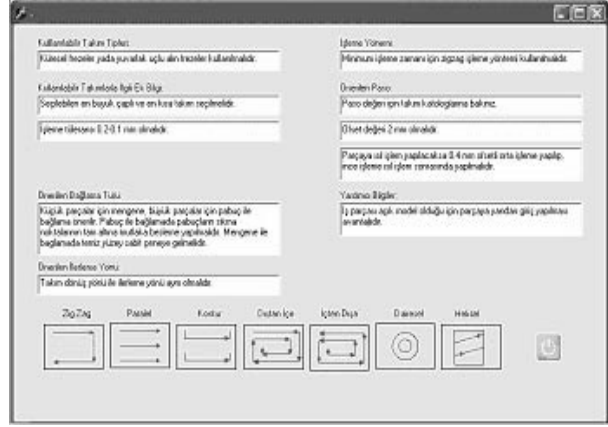 Kullanılabilir Takım Tipleri:
Küresel frezeler yada yuvarlak uçlu alın frezeler kullanılmalıdır.
Kullanılabilir Takımlarla İlgili Ek Bilgi:
Seçilebilen en büyük çaplı ve en kısa takım seçilmelidir.
İşleme toleransı 0.2-0.1 mm olmalıdır.
Önerilen Bağlama Türü:
Küçük parçalar için mengene, büyük parçalar için pabuç ile
bağlama önerilir. Pabuç ile bağlamada pabuçların sıkma
noktalarının tam altına mutlaka besleme yapılmalıdır. Mengene ile
bağlamada temiz yüzey sabit çeneye gelmelidir.
Önerilen İlerleme Yönü:
Takım dönüş yönü ile ilerleme yönü aynı olmalıdır.
İşleme Yöntemi:
Minimum işleme zamanı için zigzag işleme yöntemi kullanılmalıdır.
Önerilen Paso:
Paso değeri için takım kataloglarına bakınız.
Ofset değeri 2 mm olmalıdır.
Parçaya ısıl işlem yapılacaksa 0.4 mm ofsetli orta işleme yapılıp,
ince işleme ısıl işlem sonrasında yapılmalıdır.
Yardımcı Bilgiler:
İş parçası açık model olduğu için parçaya yandan giriş yapılması
avantajlıdır.
Zig Zag Paralel Kontur Dıştan İçe İçten Dışa Dairesel Helisel